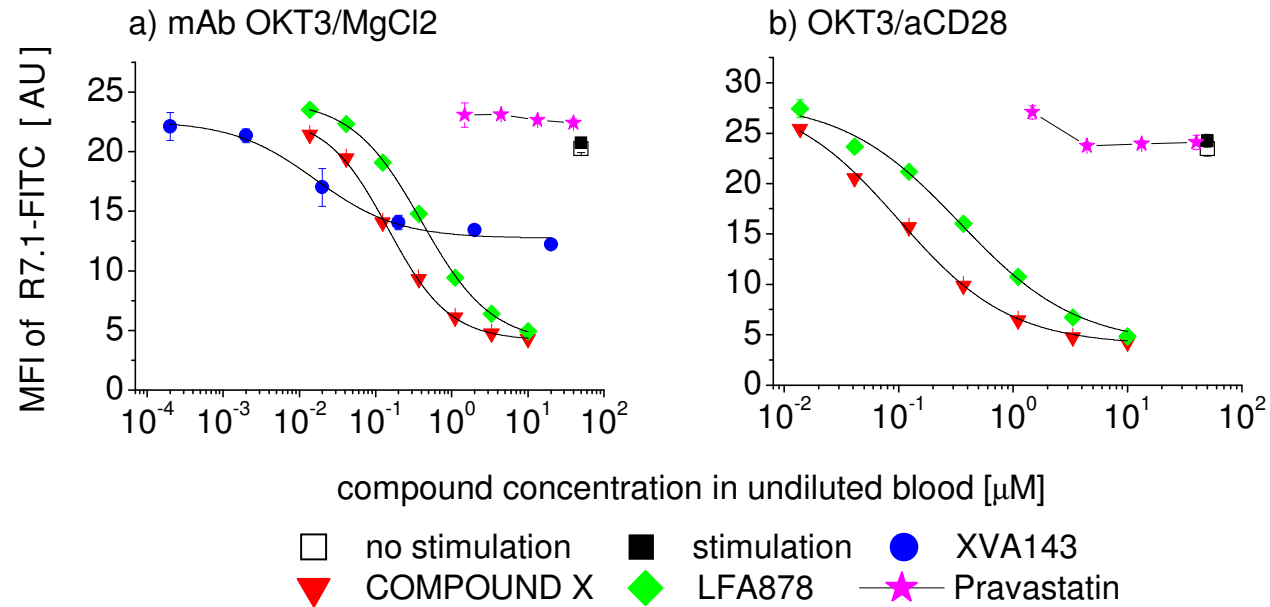 a) mAb OKT3/MgCl2
b) OKT3/aCD28
MFI of R7.1-FITC [AU]
25
20
15
10
5
0
10-4 10-3 10-2 10-1 100 101 102
30
25
20
15
10
5
0
10-2 10-1 100 101 102
compound concentration in undiluted blood [µM]
no stimulation stimulation XVA143
COMPOUND X LFA878 Pravastatin